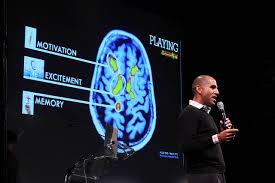 PLAYING
MOTIVATION
EXCITEMENT
MEMORY